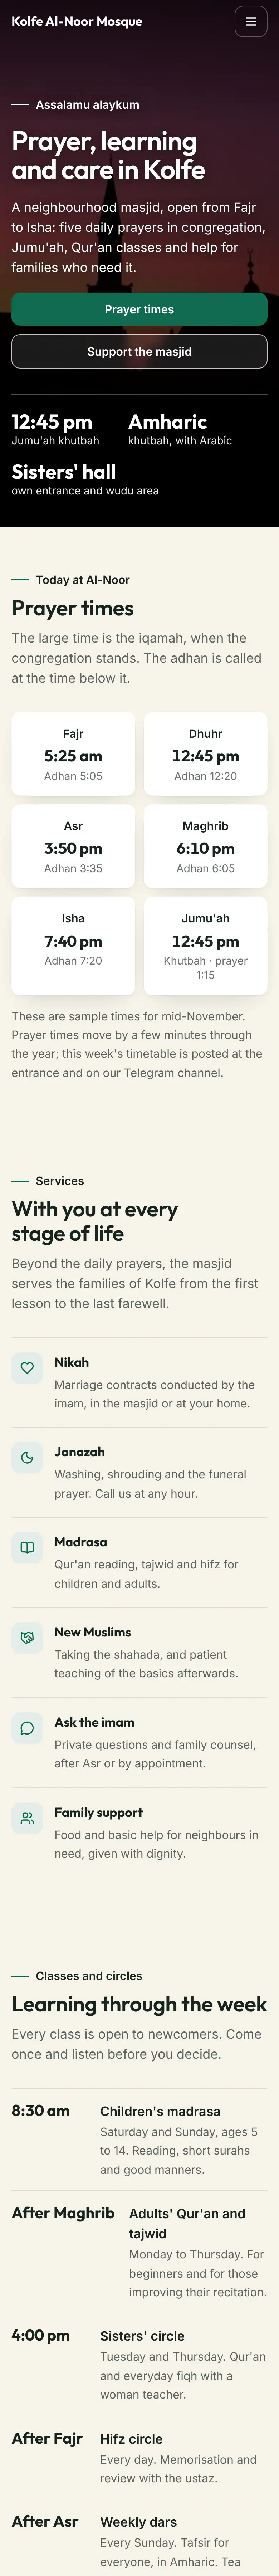 Kolfe Al-Noor Mosque
Assalamu alaykum
Prayer, learning
and care in Kolfe
A neighbourhood masjid, open from Fajr
to Isha: five daily prayers in congregation,
Jumu'ah, Qur'an classes and help for
families who need it.
Prayer times
Support the masjid
12:45 pm
Jumu'ah khutbah
Amharic
khutbah, with Arabic
Sisters' hall
own entrance and wudu area
Today at Al-Noor
Prayer times
The large time is the iqamah, when the
congregation stands. The adhan is called
at the time below it.
Fajr
5:25 am
Adhan 5:05
Dhuhr
12:45 pm
Adhan 12:20
Asr
3:50 pm
Adhan 3:35
Maghrib
6:10 pm
Adhan 6:05
Isha
7:40 pm
Adhan 7:20
Jumu'ah
12:45 pm
Khutbah · prayer
1:15
These are sample times for mid-November.
Prayer times move by a few minutes through
the year; this week's timetable is posted at the
entrance and on our Telegram channel.
Services
With you at every
stage of life
Beyond the daily prayers, the masjid
serves the families of Kolfe from the first
lesson to the last farewell.
Nikah
Marriage contracts conducted by the
imam, in the masjid or at your home.
Janazah
Washing, shrouding and the funeral
prayer. Call us at any hour.
Madrasa
Qur'an reading, tajwid and hifz for
children and adults.
New Muslims
Taking the shahada, and patient
teaching of the basics afterwards.
Ask the imam
Private questions and family counsel,
after Asr or by appointment.
Family support
Food and basic help for neighbours in
need, given with dignity.
Classes and circles
Learning through the week
Every class is open to newcomers. Come
once and listen before you decide.
8:30 am
Children's madrasa
Saturday and Sunday, ages 5
to 14. Reading, short surahs
and good manners.
After Maghrib
Adults' Qur'an and
tajwid
Monday to Thursday. For
beginners and for those
improving their recitation.
4:00 pm
Sisters' circle
Tuesday and Thursday. Qur'an
and everyday fiqh with a
woman teacher.
After Fajr
Hifz circle
Every day. Memorisation and
review with the ustaz.
After Asr
Weekly dars
Every Sunday. Tafsir for
everyone, in Amharic. Tea